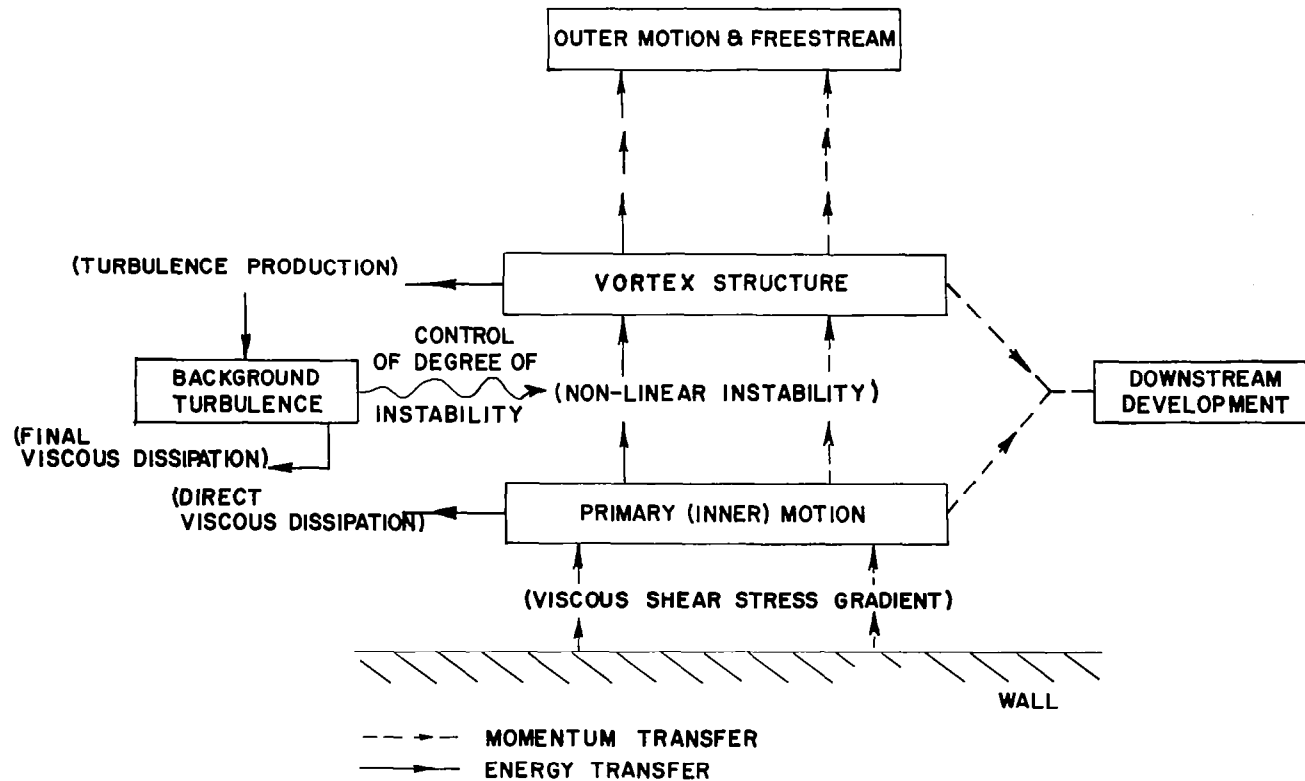 OUTER MOTION & FREESTREAM
(TURBULENCE PRODUCTION)
VORTEX STRUCTURE
CONTROL
OF DEGREE OF
INSTABILITY
BACKGROUND
TURBULENCE
(NON-LINEAR INSTABILITY)
DOWNSTREAM
DEVELOPMENT
(FINAL
VISCOUS DISSIPATION)
(DIRECT
VISCOUS DISSIPATION)
PRIMARY (INNER) MOTION
(VISCOUS SHEAR STRESS GRADIENT)
WALL
MOMENTUM TRANSFER
ENERGY TRANSFER